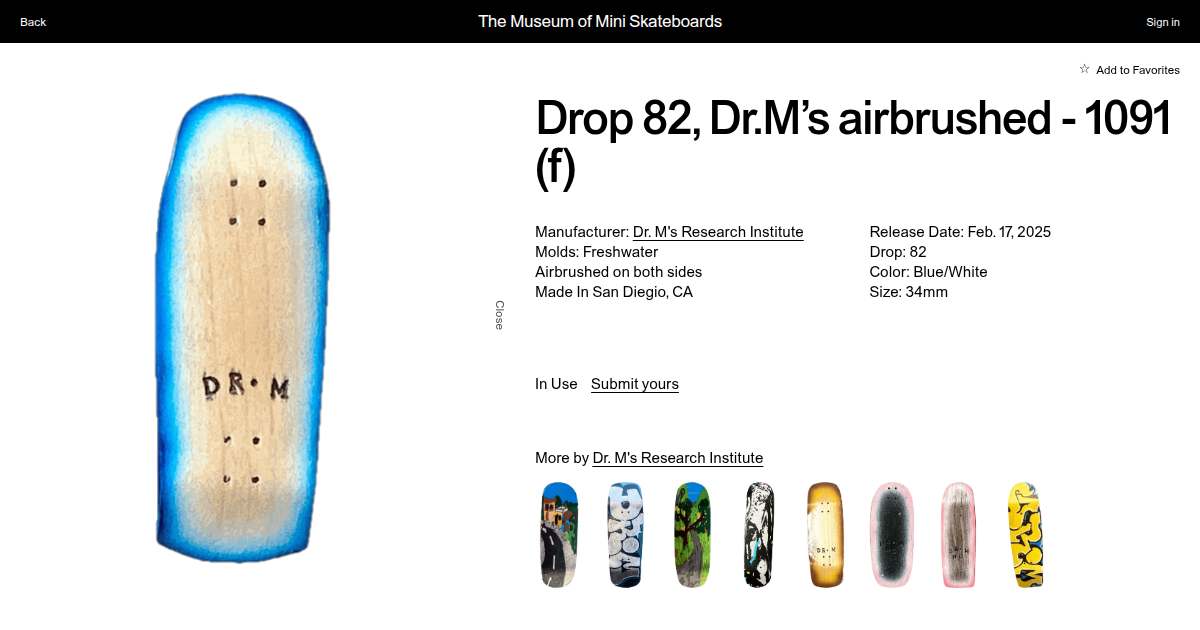 Back
The Museum of Mini Skateboards
Sign in
☆ Add to Favorites
Drop 82, Dr.M’s airbrushed - 1091
(f)
Manufacturer: Dr. M's Research Institute
Molds: Freshwater
Airbrushed on both sides
Made In San Diegio, CA
Release Date: Feb. 17, 2025
Drop: 82
Color: Blue/White
Size: 34mm
Close
DR•M
In Use Submit yours
More by Dr. M's Research Institute
DR•M